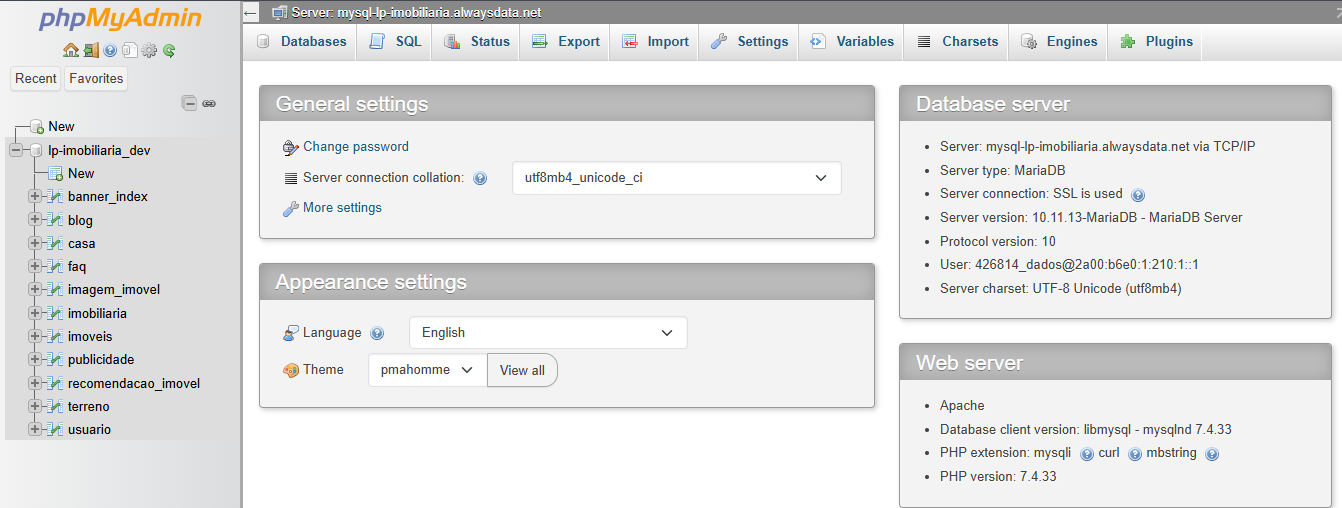 phpMyAdmin
Recent Favorites
New
lp-imobiliaria_dev
New
banner_index
blog
casa
faq
imagem_imovel
imobiliaria
imoveis
publicidade
recomendacao_imovel
terreno
usuario
Server: mysql-lp-imobiliaria.alwaysdata.net
Databases SQL Status Export Import Settings Variables Charsets Engines Plugins
General settings
Change password
Server connection collation: utf8mb4_unicode_ci
More settings
Appearance settings
Language English
Theme pmahomme View all
Database server
Server: mysql-lp-imobiliaria.alwaysdata.net via TCP/IP
Server type: MariaDB
Server connection: SSL is used
Server version: 10.11.13-MariaDB - MariaDB Server
Protocol version: 10
User: 426814_dados@2a00:b6e0:1:210:1::1
Server charset: UTF-8 Unicode (utf8mb4)
Web server
Apache
Database client version: libmysql - mysqlnd 7.4.33
PHP extension: mysqli curl mbstring
PHP version: 7.4.33